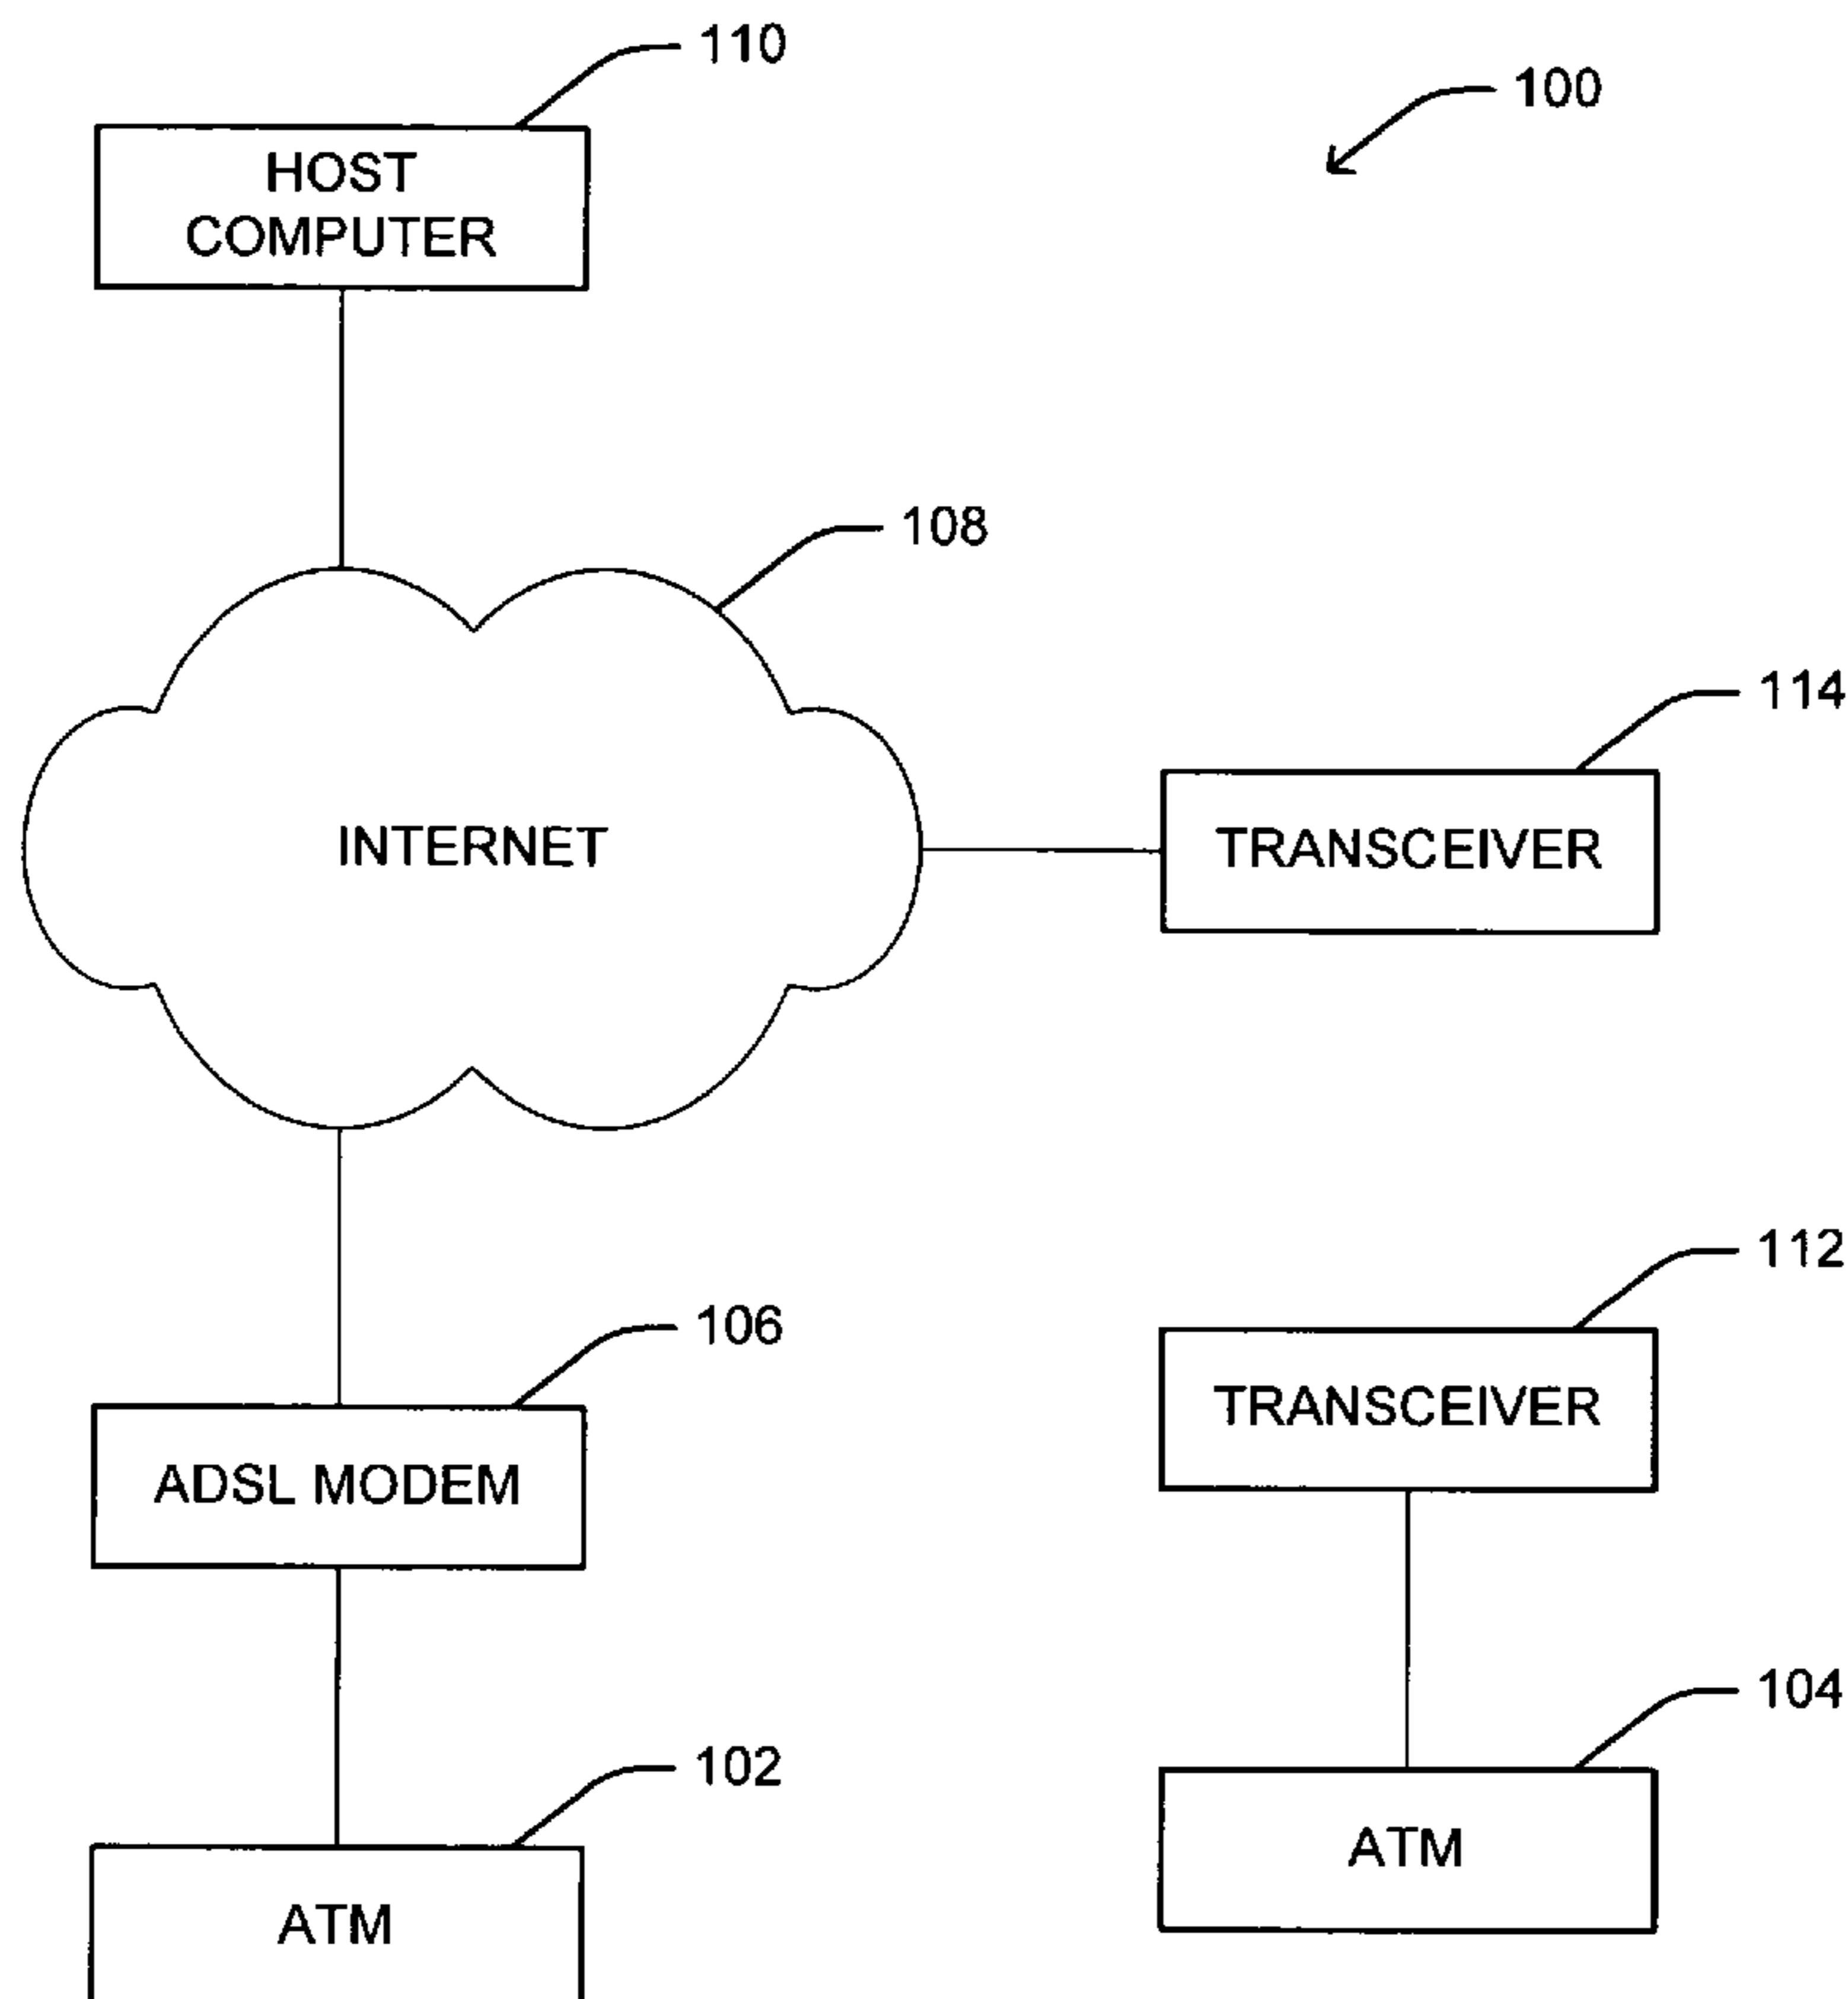 110
100
HOST
COMPUTER
108
114
INTERNET
TRANSCEIVER
112
106
TRANSCEIVER
ADSL MODEM
104
102
ATM
ATM